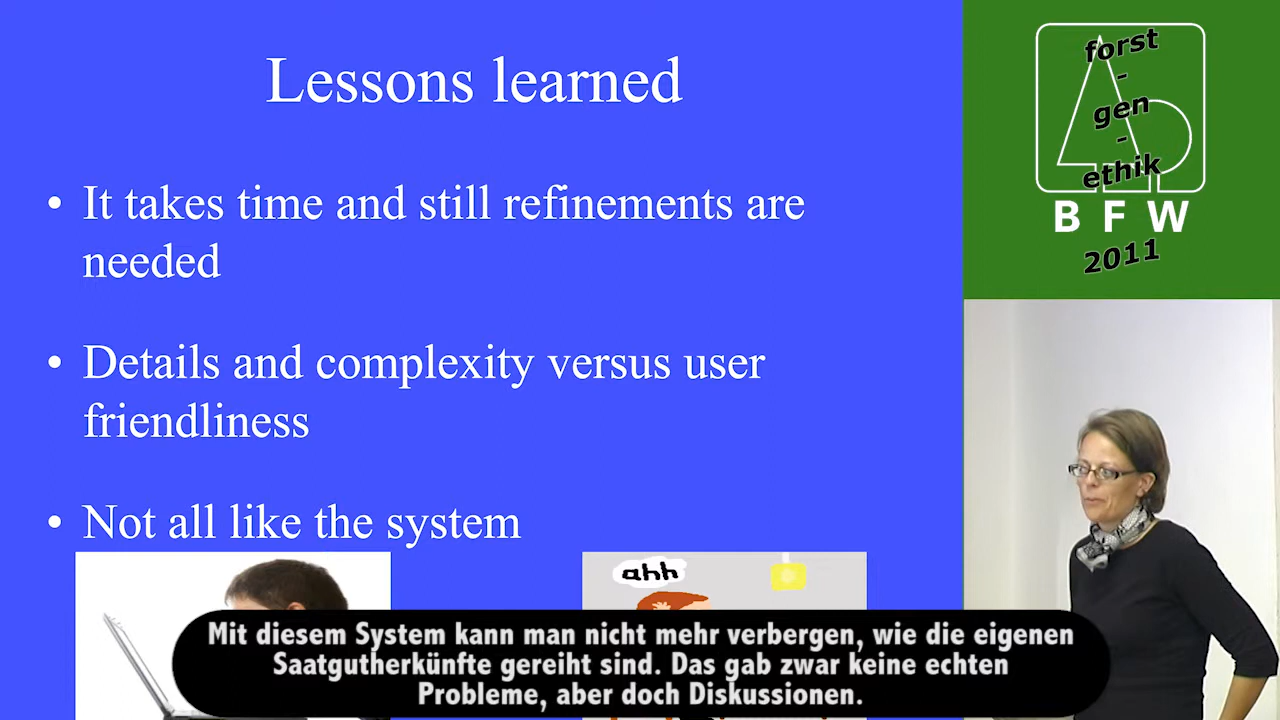 Lessons learned
• It takes time and still refinements are
needed
• Details and complexity versus user
friendliness
• Not all like the system
ahh
forst
-
gen
-
ethik
BFW
2011
Mit diesem System kann man nicht mehr verbergen, wie die eigenen
Saatgutherkünfte gereiht sind. Das gab zwar keine echten
Probleme, aber doch Diskussionen.